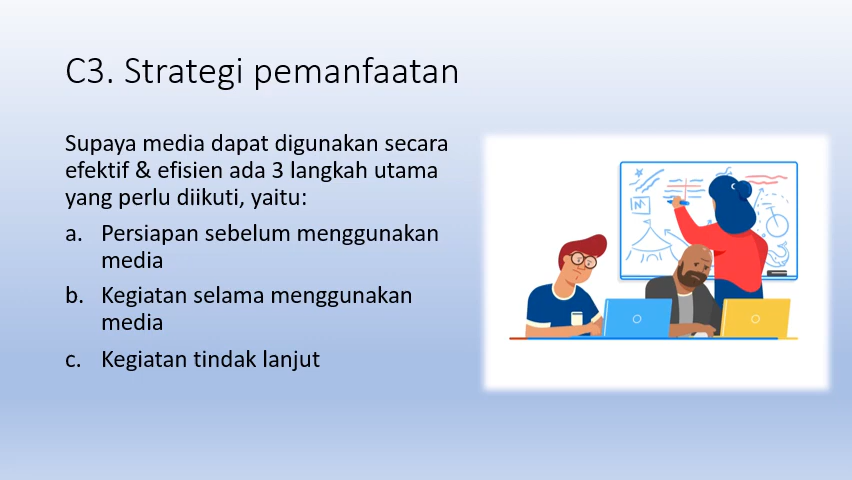 C3. Strategi pemanfaatan
Supaya media dapat digunakan secara
efektif & efisien ada 3 langkah utama
yang perlu diikuti, yaitu:
a. Persiapan sebelum menggunakan
media
b. Kegiatan selama menggunakan
media
c. Kegiatan tindak lanjut